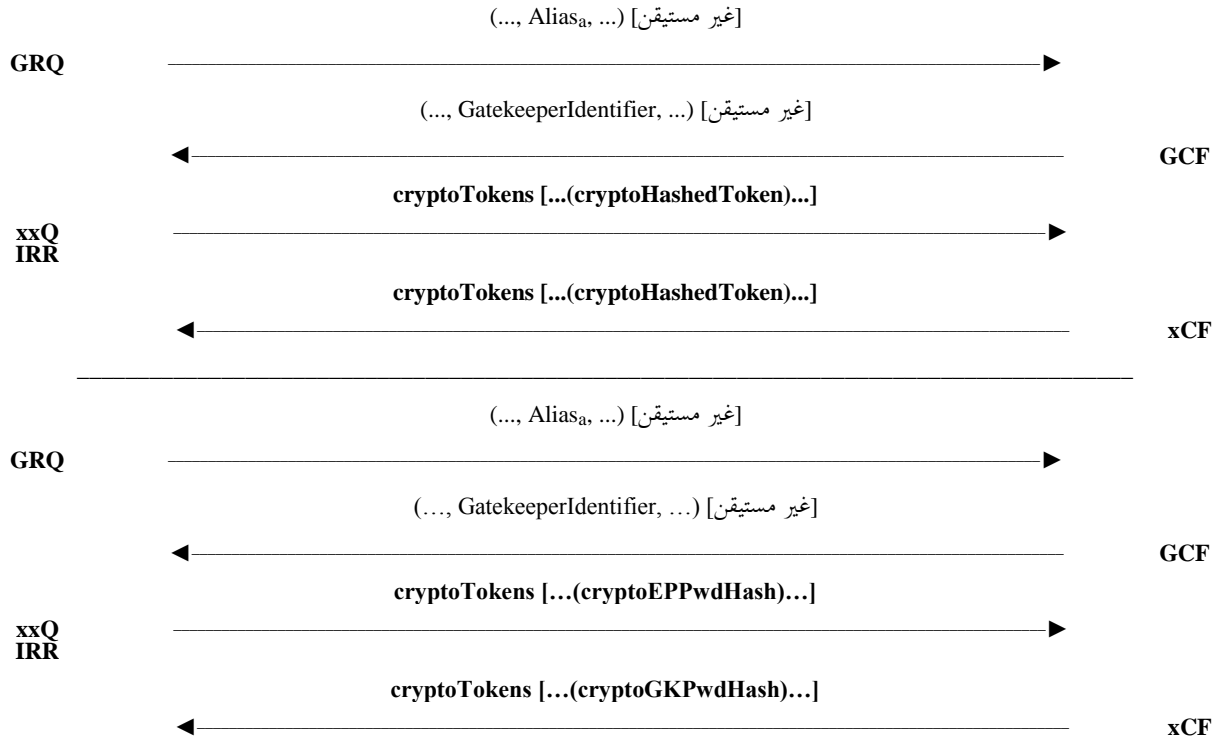 [غير مستيقن] (..., Aliasₐ, ...)
GRQ
[غير مستيقن] (..., GatekeeperIdentifier, ...)
GCF
cryptoTokens [...(cryptoHashedToken)...]
xxQ
IRR
cryptoTokens [...(cryptoHashedToken)...]
xCF
[غير مستيقن] (..., Aliasₐ, ...)
GRQ
[غير مستيقن] (…, GatekeeperIdentifier, …)
GCF
cryptoTokens […(cryptoEPPwdHash)…]
xxQ
IRR
cryptoTokens […(cryptoGKPwdHash)…]
xCF